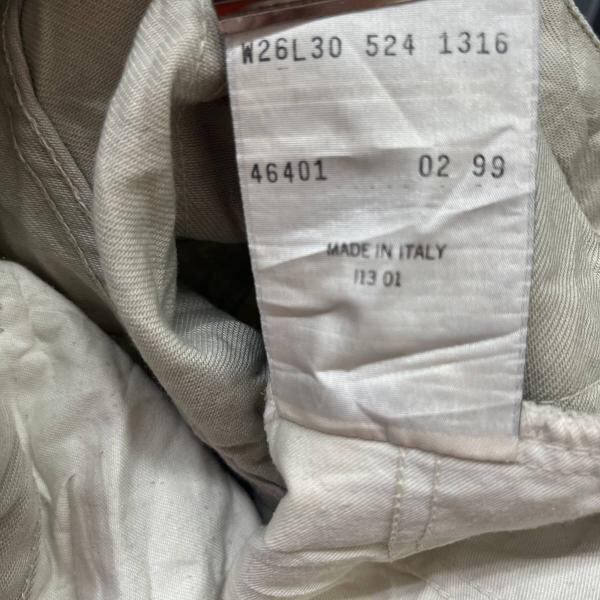 W26L30 524 1316
46401 02 99
MADE IN ITALY
I13 01